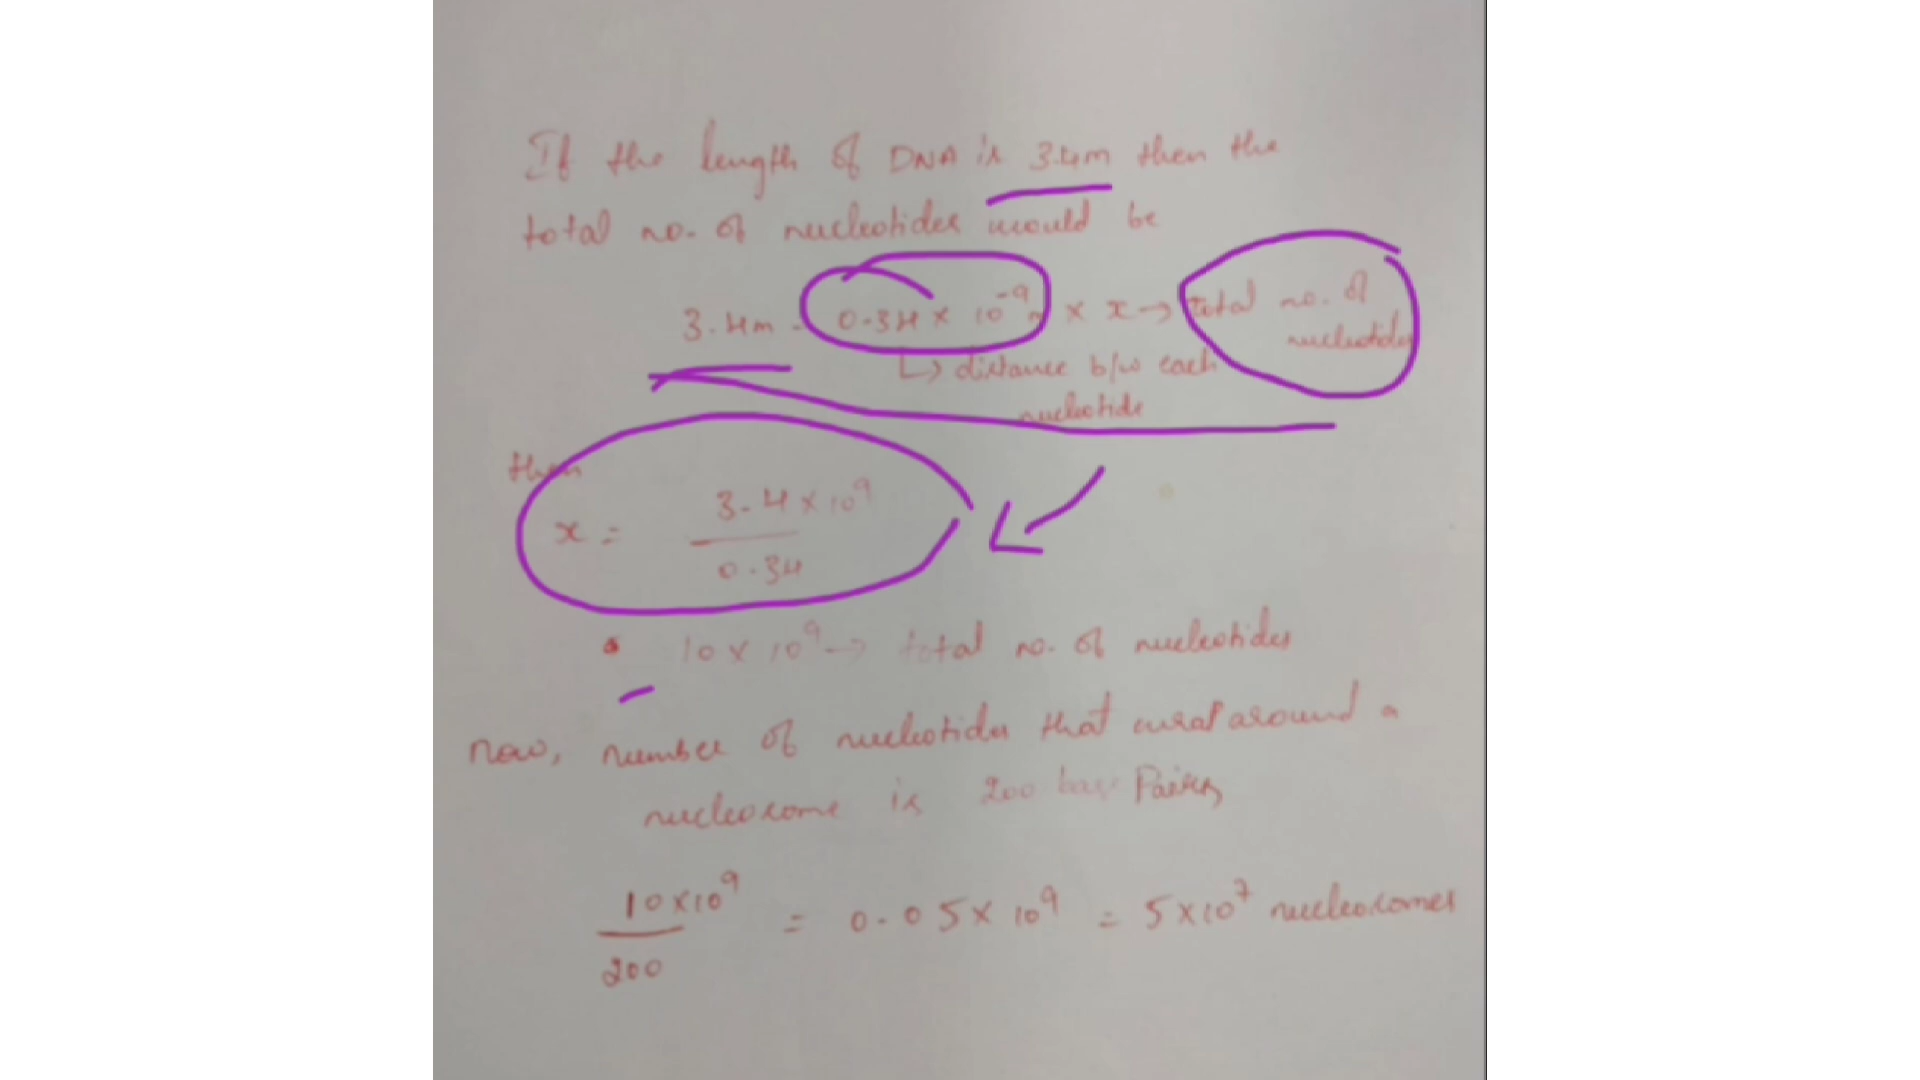 If the length of DNA is 3.4m then the
total no. of nucleotides would be
3.4m = 0.34 × 10⁻⁹ × x → total no. of
nucleotides
↳ distance b/w each
nucleotide
then
x = 3.4 × 10⁹
0.34
10 × 10⁹ → total no. of nucleotides
now, number of nucleotides that wrap around a
nucleosome is 200 base Pairs
10×10⁹ = 0.05 × 10⁹ = 5×10⁷ nucleosomes
200